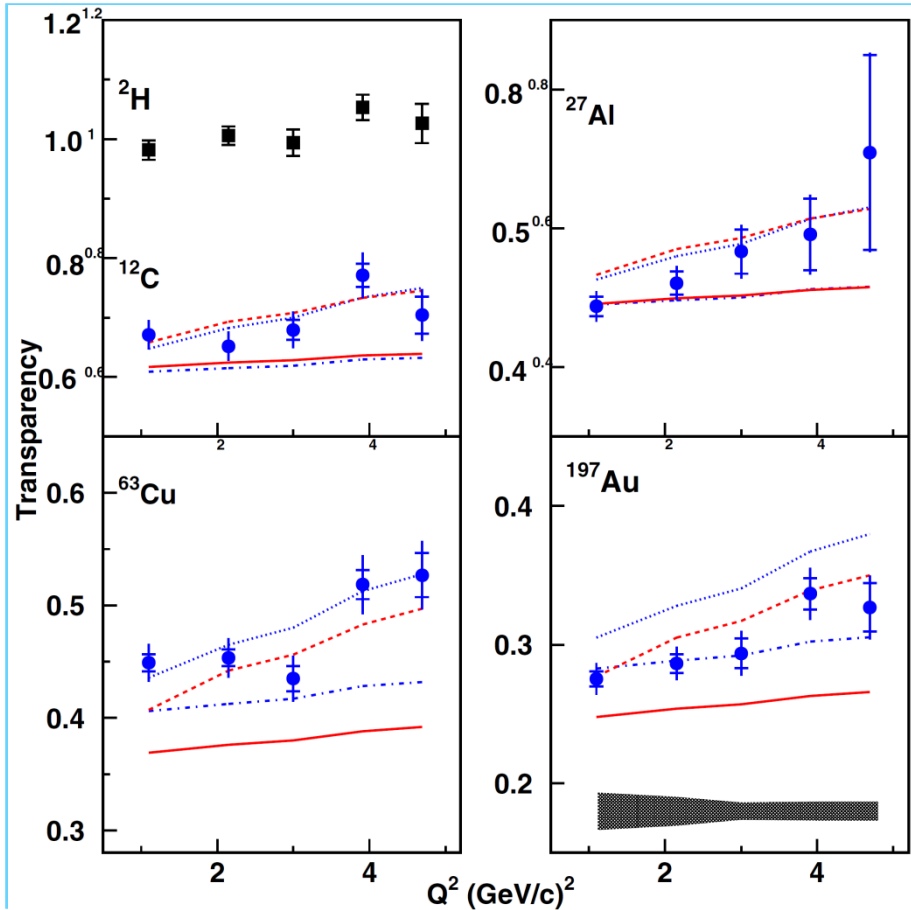 1.2 1.2
²H
1.0 1
0.8 0.8
¹²C
0.6 0.6
2 4
0.8 0.8
²⁷Al
0.5 0.6
0.4 0.4
2 4
Transparency
⁶³Cu
0.6
0.5
0.4
0.3
2 4
¹⁹⁷Au
0.4
0.3
0.2
2 4
Q² (GeV/c)²